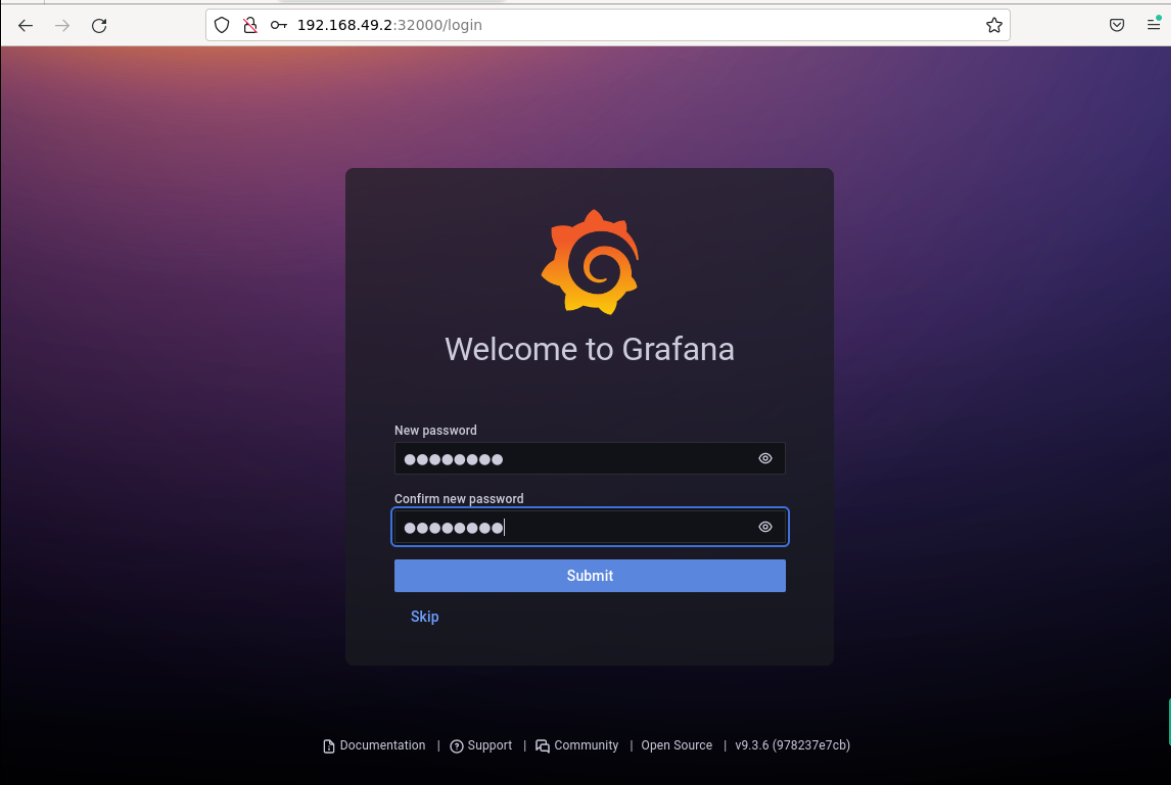 192.168.49.2:32000/login
Welcome to Grafana
New password
●●●●●●●●
Confirm new password
●●●●●●●●
Submit
Skip
Documentation | Support | Community | Open Source | v9.3.6 (978237e7cb)